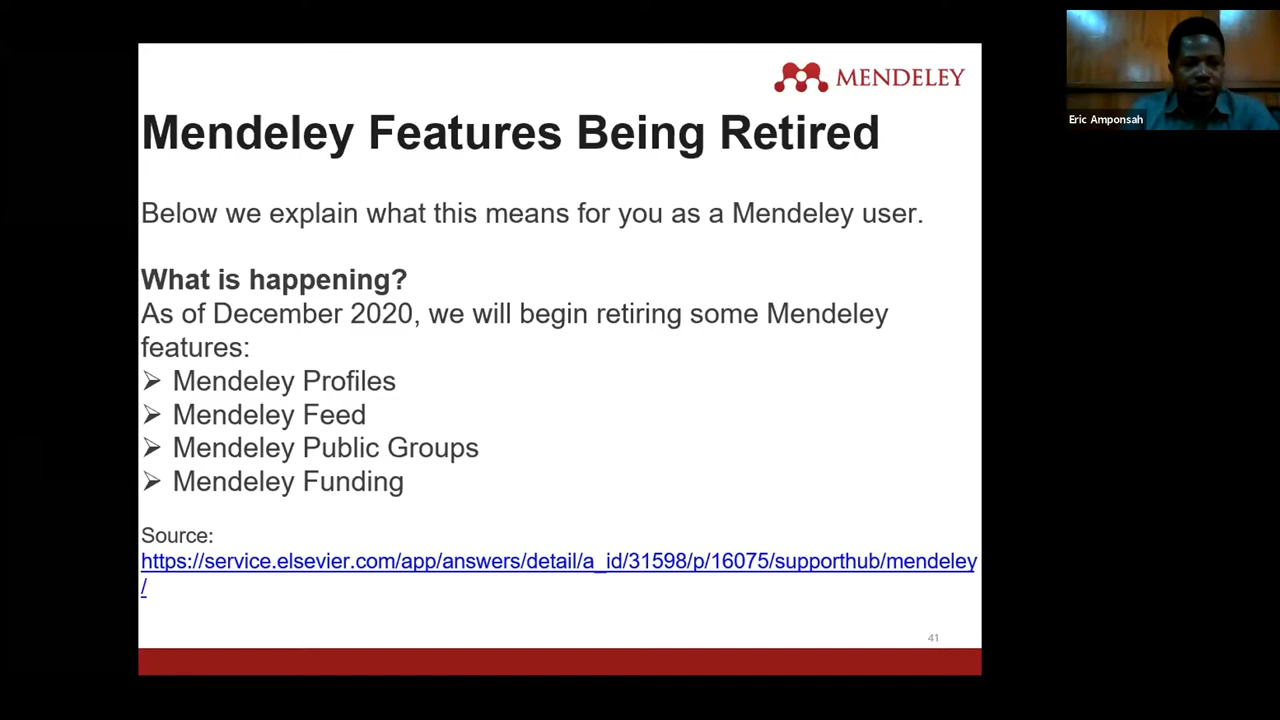 MENDELEY
Mendeley Features Being Retired
Eric Amponsah
Below we explain what this means for you as a Mendeley user.
What is happening?
As of December 2020, we will begin retiring some Mendeley
features:
➢ Mendeley Profiles
➢ Mendeley Feed
➢ Mendeley Public Groups
➢ Mendeley Funding
Source:
https://service.elsevier.com/app/answers/detail/a_id/31598/p/16075/supporthub/mendeley
/
41